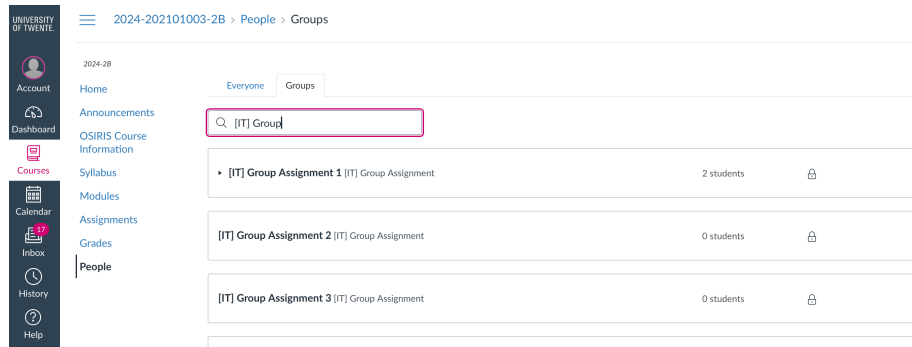 UNIVERSITY
OF TWENTE.
2024-202101003-2B > People > Groups
Account
Dashboard
Courses
Calendar
17
Inbox
History
Help
2024-2B
Home
Announcements
OSIRIS Course
Information
Syllabus
Modules
Assignments
Grades
People
Everyone Groups
[IT] Group
[IT] Group Assignment 1 [IT] Group Assignment 2 students
[IT] Group Assignment 2 [IT] Group Assignment 0 students
[IT] Group Assignment 3 [IT] Group Assignment 0 students